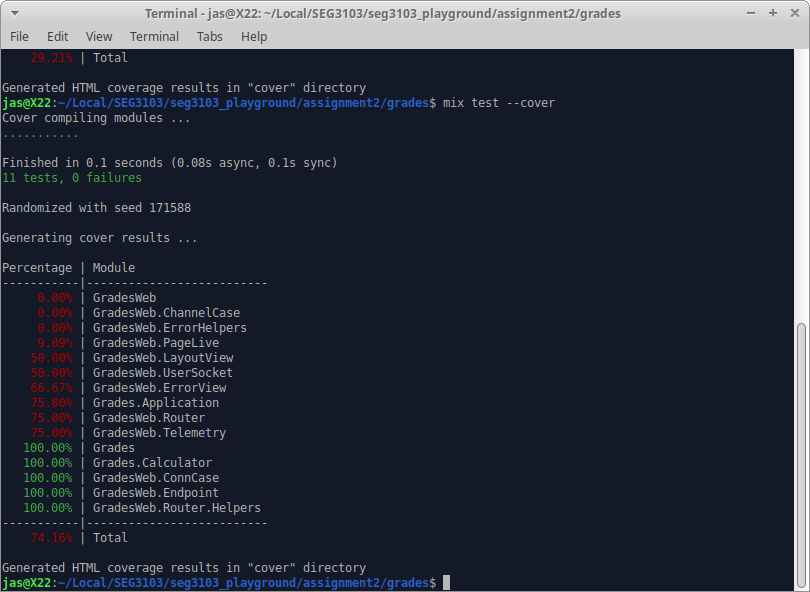 Terminal - jas@X22: ~/Local/SEG3103/seg3103_playground/assignment2/grades
File Edit View Terminal Tabs Help
29.21% | Total
Generated HTML coverage results in "cover" directory
jas@X22:~/Local/SEG3103/seg3103_playground/assignment2/grades$ mix test --cover
Cover compiling modules ...
...........
Finished in 0.1 seconds (0.08s async, 0.1s sync)
11 tests, 0 failures
Randomized with seed 171588
Generating cover results ...
Percentage | Module
-----------|--------------------------
0.00% | GradesWeb
0.00% | GradesWeb.ChannelCase
0.00% | GradesWeb.ErrorHelpers
9.09% | GradesWeb.PageLive
50.00% | GradesWeb.LayoutView
50.00% | GradesWeb.UserSocket
66.67% | GradesWeb.ErrorView
75.00% | Grades.Application
75.00% | GradesWeb.Router
75.00% | GradesWeb.Telemetry
100.00% | Grades
100.00% | Grades.Calculator
100.00% | GradesWeb.ConnCase
100.00% | GradesWeb.Endpoint
100.00% | GradesWeb.Router.Helpers
-----------|--------------------------
74.16% | Total
Generated HTML coverage results in "cover" directory
jas@X22:~/Local/SEG3103/seg3103_playground/assignment2/grades$